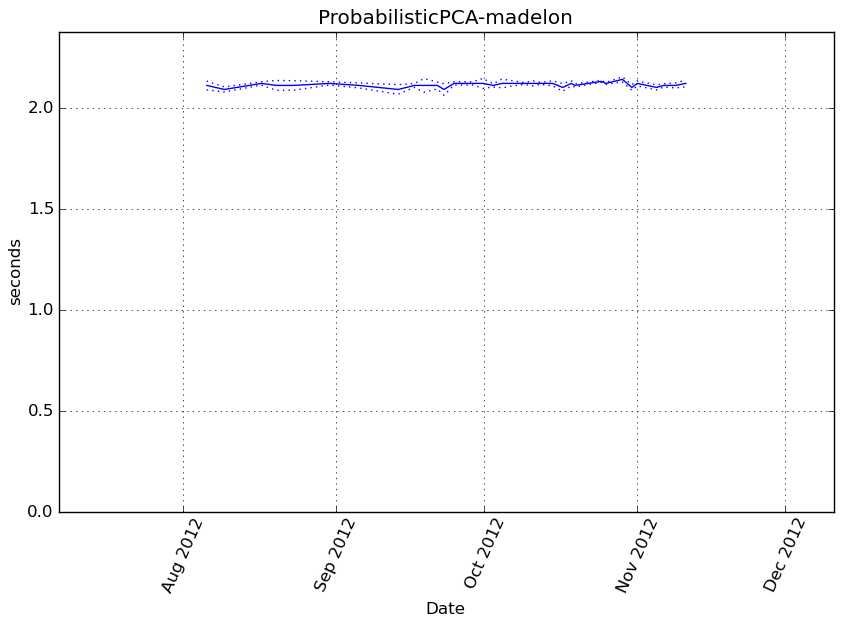 ProbabilisticPCA-madelon
2.0
1.5
1.0
0.5
0.0
seconds
Aug 2012
Sep 2012
Oct 2012
Nov 2012
Dec 2012
Date